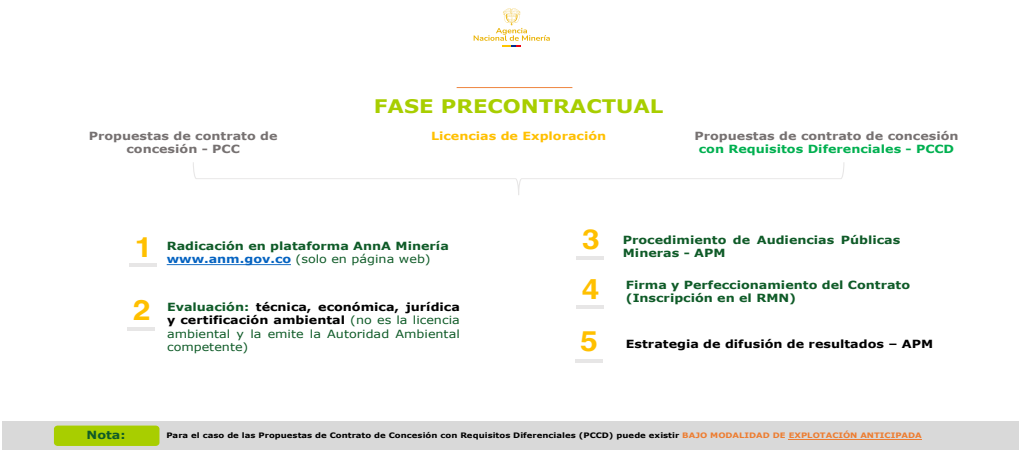 Agencia
Nacional de Minería
FASE PRECONTRACTUAL
Propuestas de contrato de
concesión - PCC
Licencias de Exploración
Propuestas de contrato de concesión
con Requisitos Diferenciales - PCCD
1
Radicación en plataforma AnnA Minería
www.anm.gov.co (solo en página web)
2
Evaluación: técnica, económica, jurídica
y certificación ambiental (no es la licencia
ambiental y la emite la Autoridad Ambiental
competente)
3
Procedimiento de Audiencias Públicas
Mineras - APM
4
Firma y Perfeccionamiento del Contrato
(Inscripción en el RMN)
5
Estrategia de difusión de resultados – APM
Nota:
Para el caso de las Propuestas de Contrato de Concesión con Requisitos Diferenciales (PCCD) puede existir BAJO MODALIDAD DE EXPLOTACIÓN ANTICIPADA